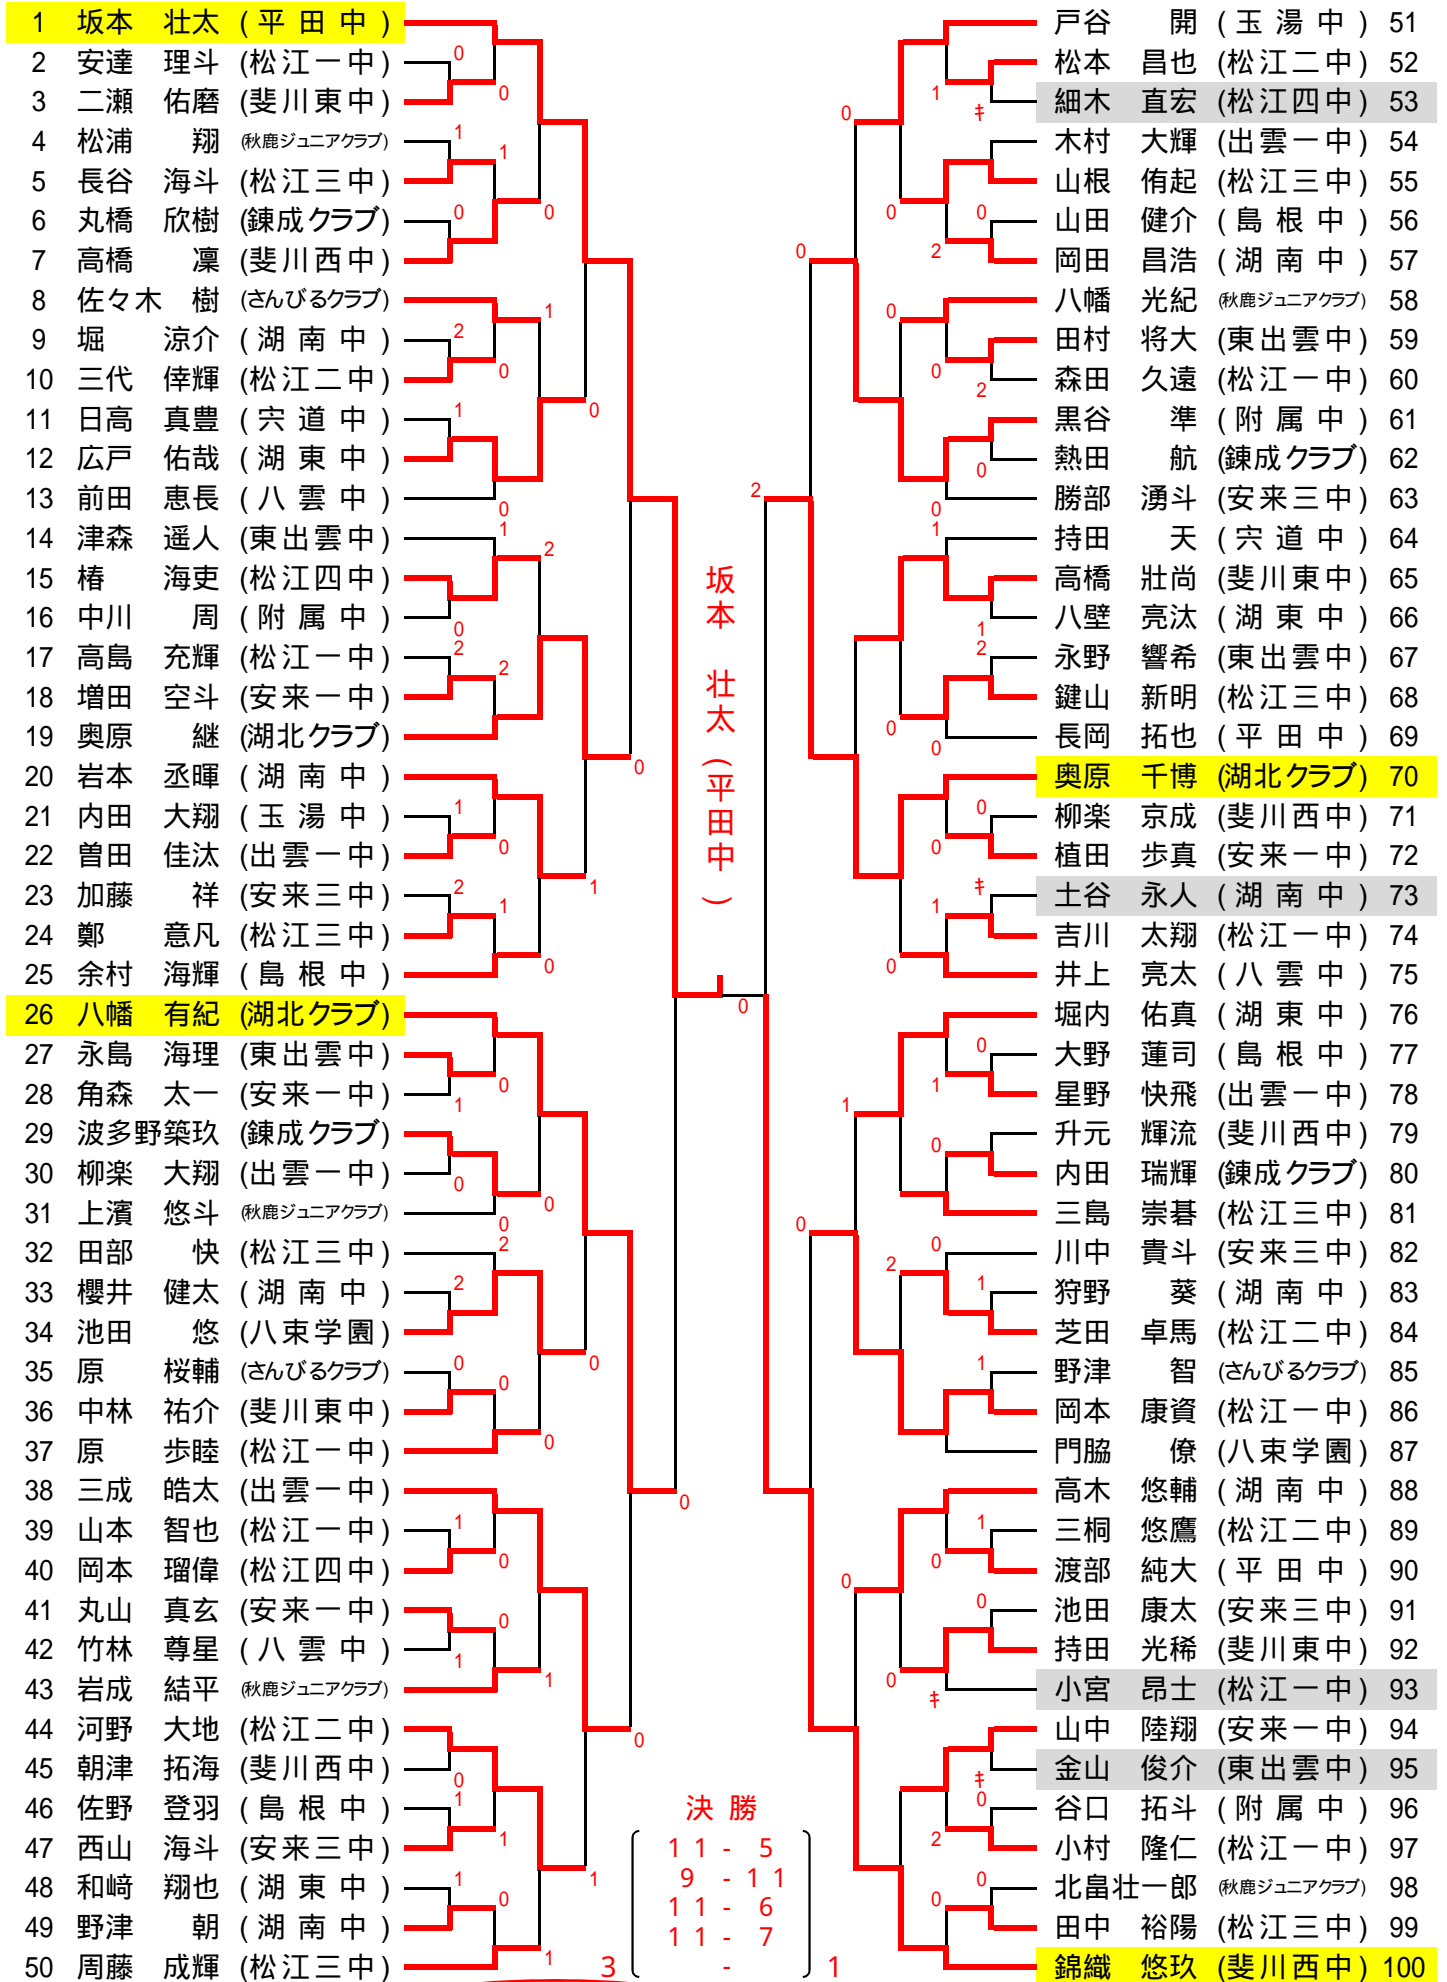 1 坂本 壮太 (平田中)
2 安達 理斗 (松江一中)
3 二瀬 佑磨 (斐川東中)
4 松浦 翔 (秋鹿ジュニアクラブ)
5 長谷 海斗 (松江三中)
6 丸橋 欣樹 (錬成クラブ)
7 高橋 凜 (斐川西中)
8 佐々木 樹 (さんびるクラブ)
9 堀 涼介 (湖南中)
10 三代 倖輝 (松江二中)
11 日高 真豊 (宍道中)
12 広戸 佑哉 (湖東中)
13 前田 恵長 (八雲中)
14 津森 遥人 (東出雲中)
15 椿 海吏 (松江四中)
16 中川 周 (附属中)
17 高島 充輝 (松江一中)
18 増田 空斗 (安来一中)
19 奥原 継 (湖北クラブ)
20 岩本 丞暉 (湖南中)
21 内田 大翔 (玉湯中)
22 曽田 佳汰 (出雲一中)
23 加藤 祥 (安来三中)
24 鄭 意凡 (松江三中)
25 余村 海輝 (島根中)
26 八幡 有紀 (湖北クラブ)
27 永島 海理 (東出雲中)
28 角森 太一 (安来一中)
29 波多野築玖 (錬成クラブ)
30 柳楽 大翔 (出雲一中)
31 上濱 悠斗 (秋鹿ジュニアクラブ)
32 田部 快 (松江三中)
33 櫻井 健太 (湖南中)
34 池田 悠 (八束学園)
35 原 桜輔 (さんびるクラブ)
36 中林 祐介 (斐川東中)
37 原 歩睦 (松江一中)
38 三成 皓太 (出雲一中)
39 山本 智也 (松江一中)
40 岡本 瑠偉 (松江四中)
41 丸山 真玄 (安来一中)
42 竹林 尊星 (八雲中)
43 岩成 結平 (秋鹿ジュニアクラブ)
44 河野 大地 (松江二中)
45 朝津 拓海 (斐川西中)
46 佐野 登羽 (島根中)
47 西山 海斗 (安来三中)
48 和﨑 翔也 (湖東中)
49 野津 朝 (湖南中)
50 周藤 成輝 (松江三中)
坂本 壮太 (平田中)
決勝
11 - 5
9 - 11
11 - 6
11 - 7
3 - 1
戸谷 開 (玉湯中) 51
松本 昌也 (松江二中) 52
細木 直宏 (松江四中) 53
木村 大輝 (出雲一中) 54
山根 侑起 (松江三中) 55
山田 健介 (島根中) 56
岡田 昌浩 (湖南中) 57
八幡 光紀 (秋鹿ジュニアクラブ) 58
田村 将大 (東出雲中) 59
森田 久遠 (松江一中) 60
黒谷 準 (附属中) 61
熱田 航 (錬成クラブ) 62
勝部 湧斗 (安来三中) 63
持田 天 (宍道中) 64
高橋 壯尚 (斐川東中) 65
八壁 亮汰 (湖東中) 66
永野 響希 (東出雲中) 67
鍵山 新明 (松江三中) 68
長岡 拓也 (平田中) 69
奥原 千博 (湖北クラブ) 70
柳楽 京成 (斐川西中) 71
植田 歩真 (安来一中) 72
土谷 永人 (湖南中) 73
吉川 太翔 (松江一中) 74
井上 亮太 (八雲中) 75
堀内 佑真 (湖東中) 76
大野 蓮司 (島根中) 77
星野 快飛 (出雲一中) 78
升元 輝流 (斐川西中) 79
内田 瑞輝 (錬成クラブ) 80
三島 崇碁 (松江三中) 81
川中 貴斗 (安来三中) 82
狩野 葵 (湖南中) 83
芝田 卓馬 (松江二中) 84
野津 智 (さんびるクラブ) 85
岡本 康資 (松江一中) 86
門脇 僚 (八束学園) 87
高木 悠輔 (湖南中) 88
三桐 悠鷹 (松江二中) 89
渡部 純大 (平田中) 90
池田 康太 (安来三中) 91
持田 光稀 (斐川東中) 92
小宮 昂士 (松江一中) 93
山中 陸翔 (安来一中) 94
金山 俊介 (東出雲中) 95
谷口 拓斗 (附属中) 96
小村 隆仁 (松江一中) 97
北畠壮一郎 (秋鹿ジュニアクラブ) 98
田中 裕陽 (松江三中) 99
錦織 悠玖 (斐川西中) 100